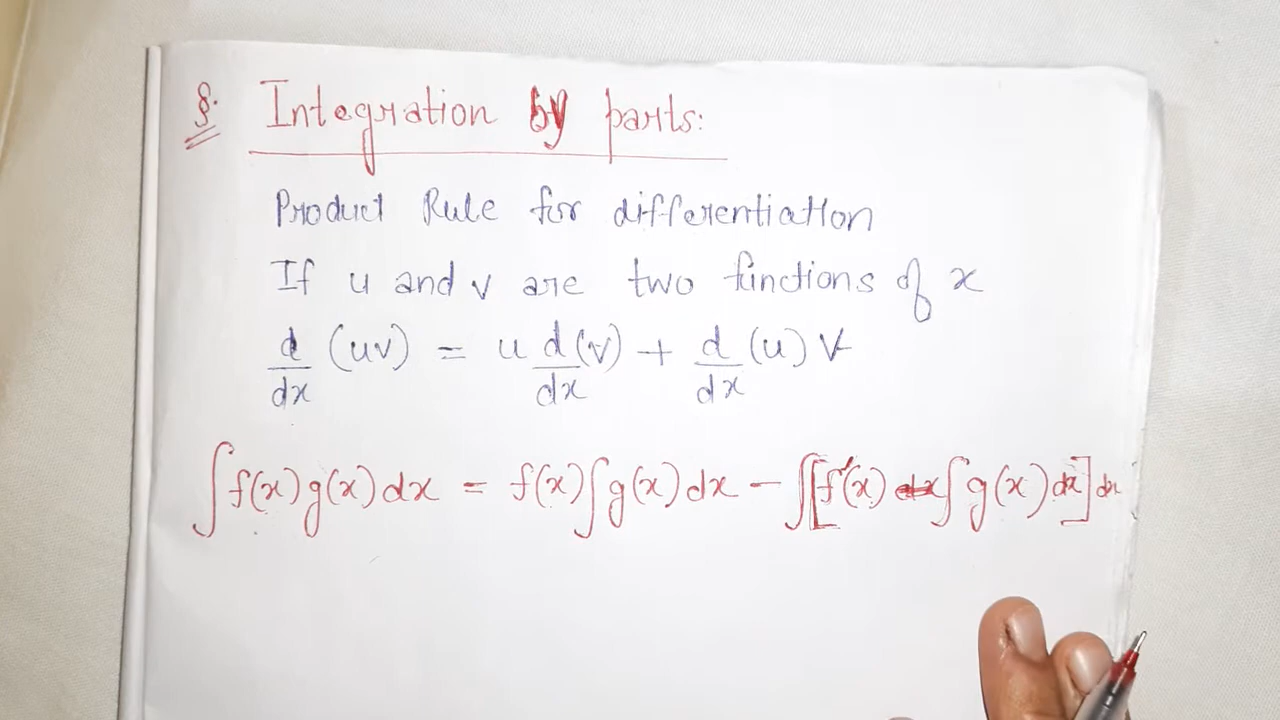 §. Integration by parts:
Product Rule for differentiation
If u and v are two functions of x
d/dx (uv) = u d(v)/dx + d/dx (u) v
∫f(x)g(x)dx = f(x)∫g(x)dx − ∫[f'(x) ∫g(x)dx]dx